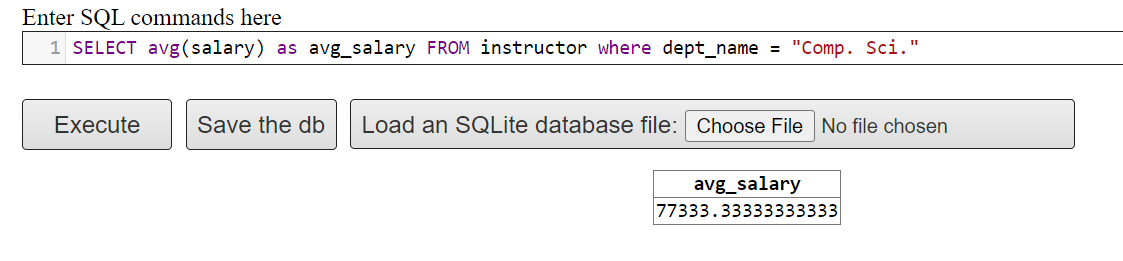 Enter SQL commands here
1 SELECT avg(salary) as avg_salary FROM instructor where dept_name = "Comp. Sci."
Execute Save the db Load an SQLite database file: Choose File No file chosen
avg_salary
77333.33333333333